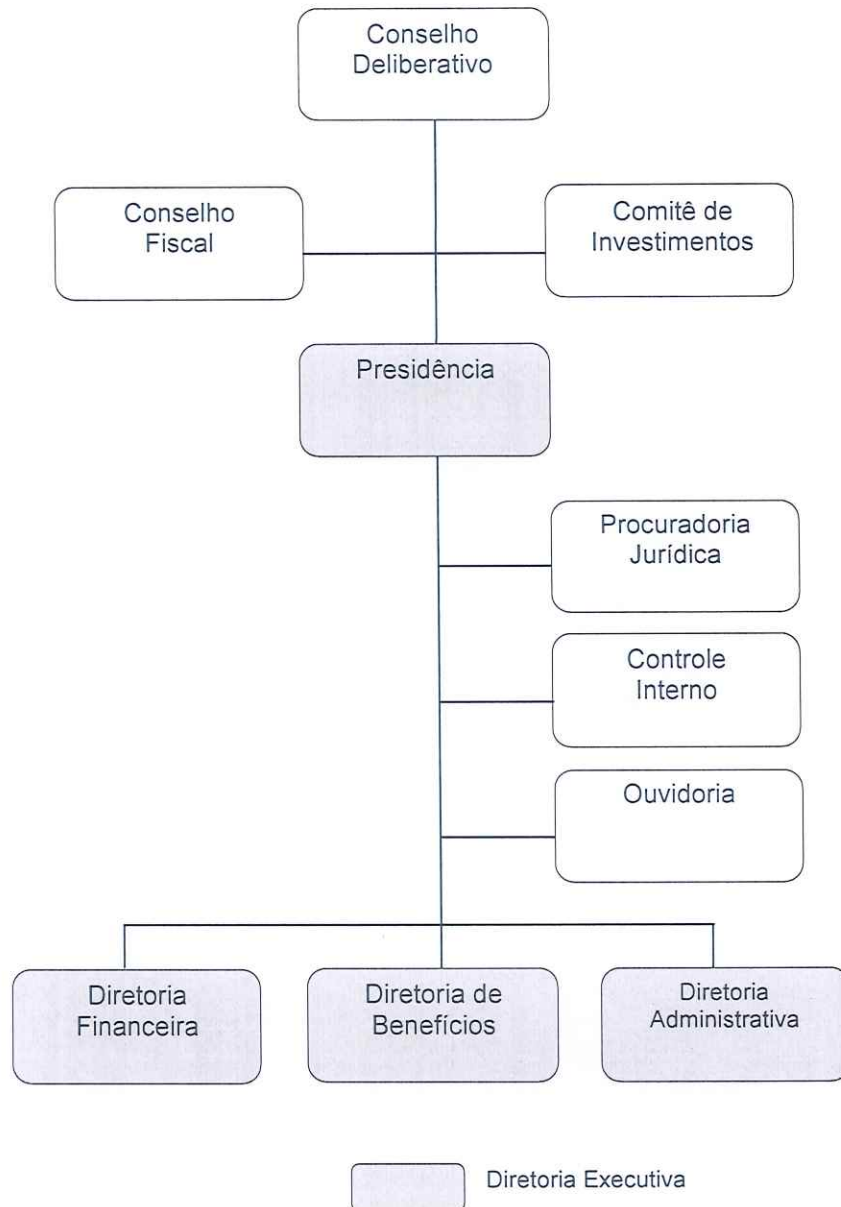 Conselho
Deliberativo
Conselho
Fiscal
Comitê de
Investimentos
Presidência
Procuradoria
Jurídica
Controle
Interno
Ouvidoria
Diretoria
Financeira
Diretoria de
Benefícios
Diretoria
Administrativa
Diretoria Executiva